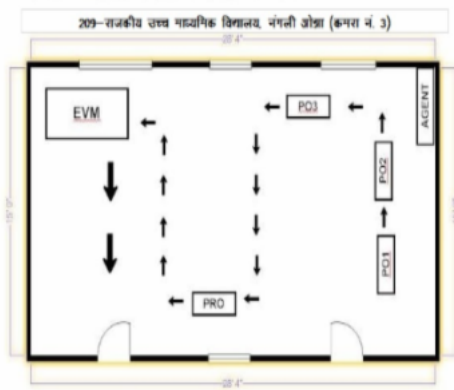 209-राजकीय उच्च माध्यमिक विद्यालय, नंगली ओझा (कमरा नं. 3)
EVM
PO3
AGENT
PO2
PO1
PRO